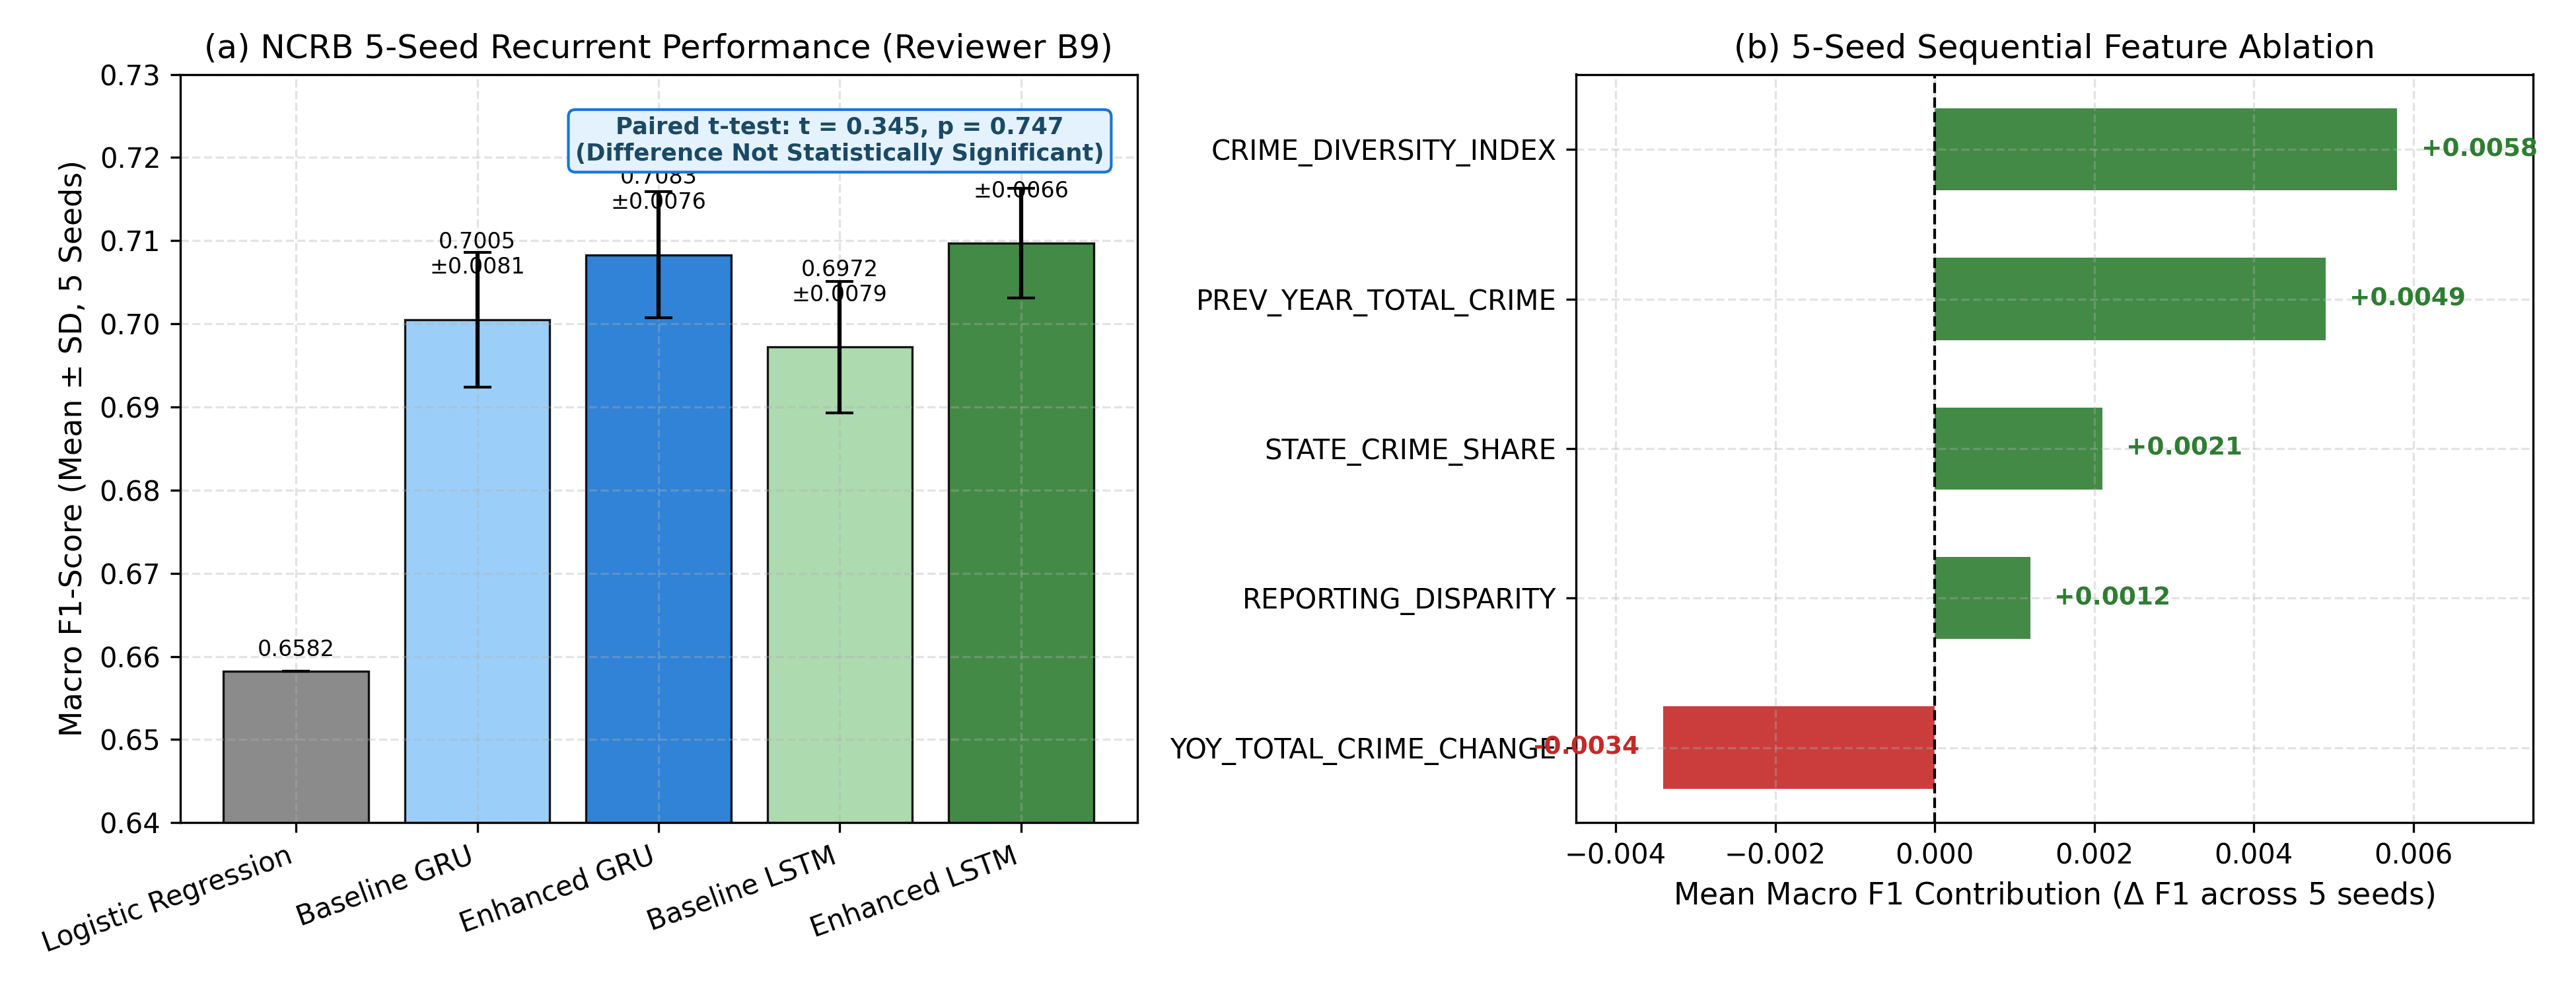 (a) NCRB 5-Seed Recurrent Performance (Reviewer B9)
Macro F1-Score (Mean ± SD, 5 Seeds)
0.73
0.72
0.71
0.70
0.69
0.68
0.67
0.66
0.65
0.64
Paired t-test: t = 0.345, p = 0.747
(Difference Not Statistically Significant)
0.6582
0.7005
±0.0081
0.7083
±0.0076
0.6972
±0.0079
±0.0066
Logistic Regression
Baseline GRU
Enhanced GRU
Baseline LSTM
Enhanced LSTM
(b) 5-Seed Sequential Feature Ablation
CRIME_DIVERSITY_INDEX
+0.0058
PREV_YEAR_TOTAL_CRIME
+0.0049
STATE_CRIME_SHARE
+0.0021
REPORTING_DISPARITY
+0.0012
YOY_TOTAL_CRIME_CHANGE
-0.0034
−0.004
−0.002
0.000
0.002
0.004
0.006
Mean Macro F1 Contribution (Δ F1 across 5 seeds)